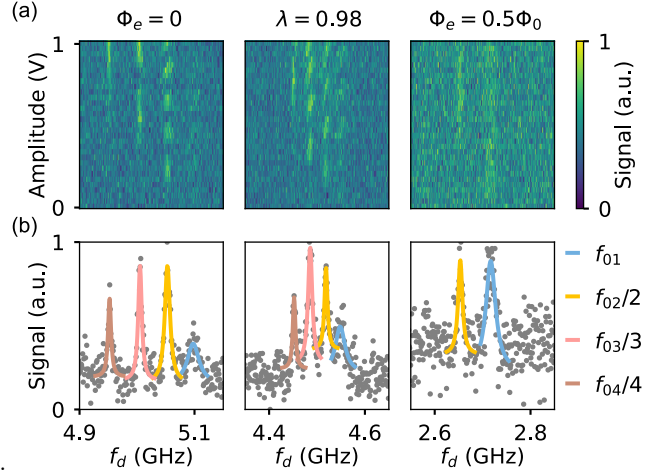 (a)
Φ_e = 0
λ = 0.98
Φ_e = 0.5Φ_0
Amplitude (V)
1
0
1
0
Signal (a.u.)
(b)
Signal (a.u.)
1
0
4.9
5.1
f_d (GHz)
4.4
4.6
f_d (GHz)
2.6
2.8
f_d (GHz)
f_01
f_02/2
f_03/3
f_04/4
.